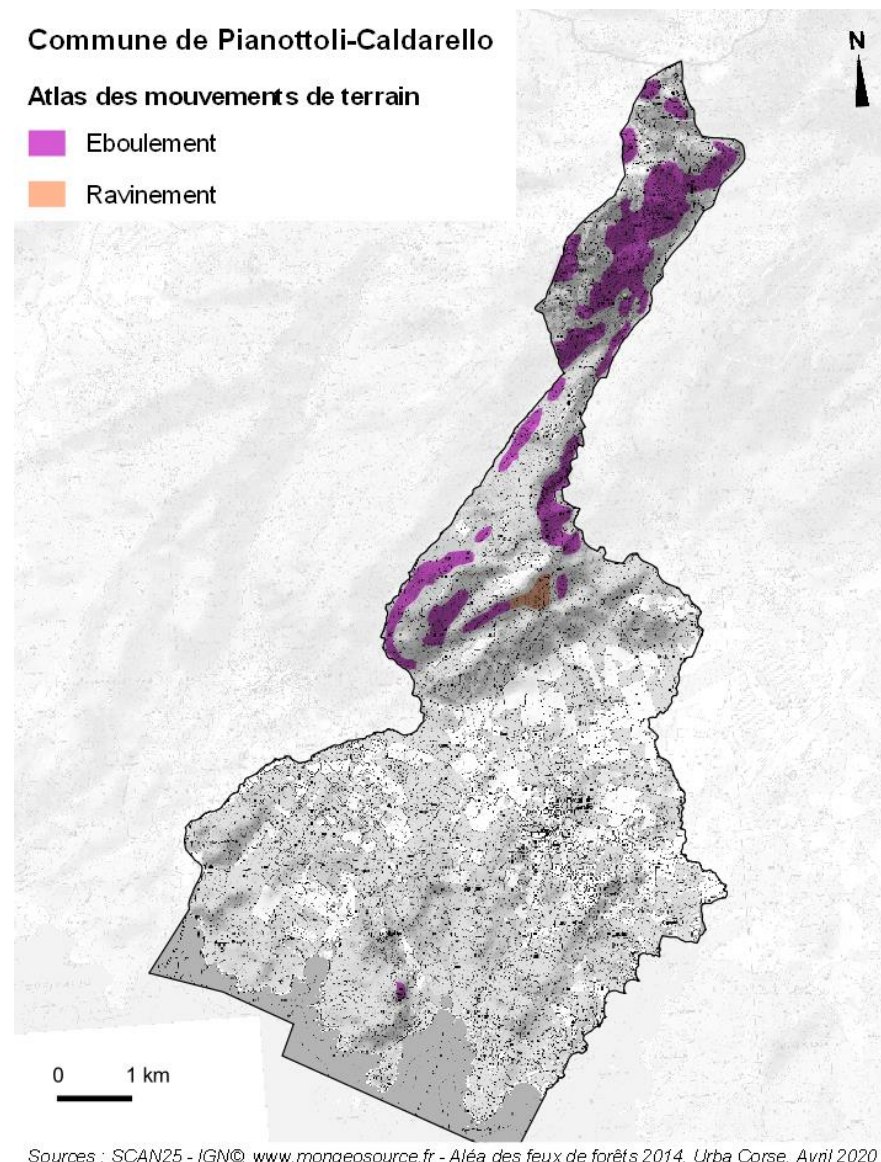 Commune de Pianottoli-Caldarello
N
Atlas des mouvements de terrain
Eboulement
Ravinement
0 1 km
Sources : SCAN25 - IGN© www.mongeosource.fr - Aléa des feux de forêts 2014. Urba Corse. Avril 2020